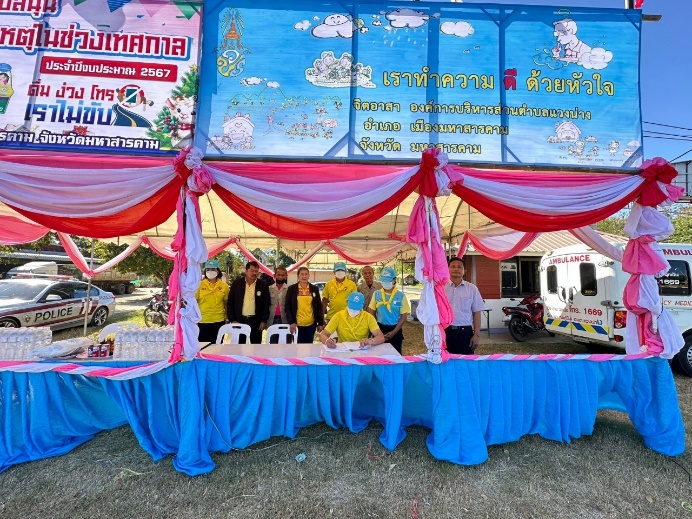 ทศุในช่วงเทศกาล
ประจำปีงบประมาณ 2567
ดื่ม ง่วง โทร
เราไม่ขับ
จังหวัดมหาสารคาม
เราทำความ ดี ด้วยหัวใจ
จิตอาสา องค์การบริหารส่วนตำบลแวงน่าง
อำเภอ เมืองมหาสารคาม
จังหวัด มหาสารคาม
POLICE
AMBULANCE
AMBULANCE
โทร. 1669
1669